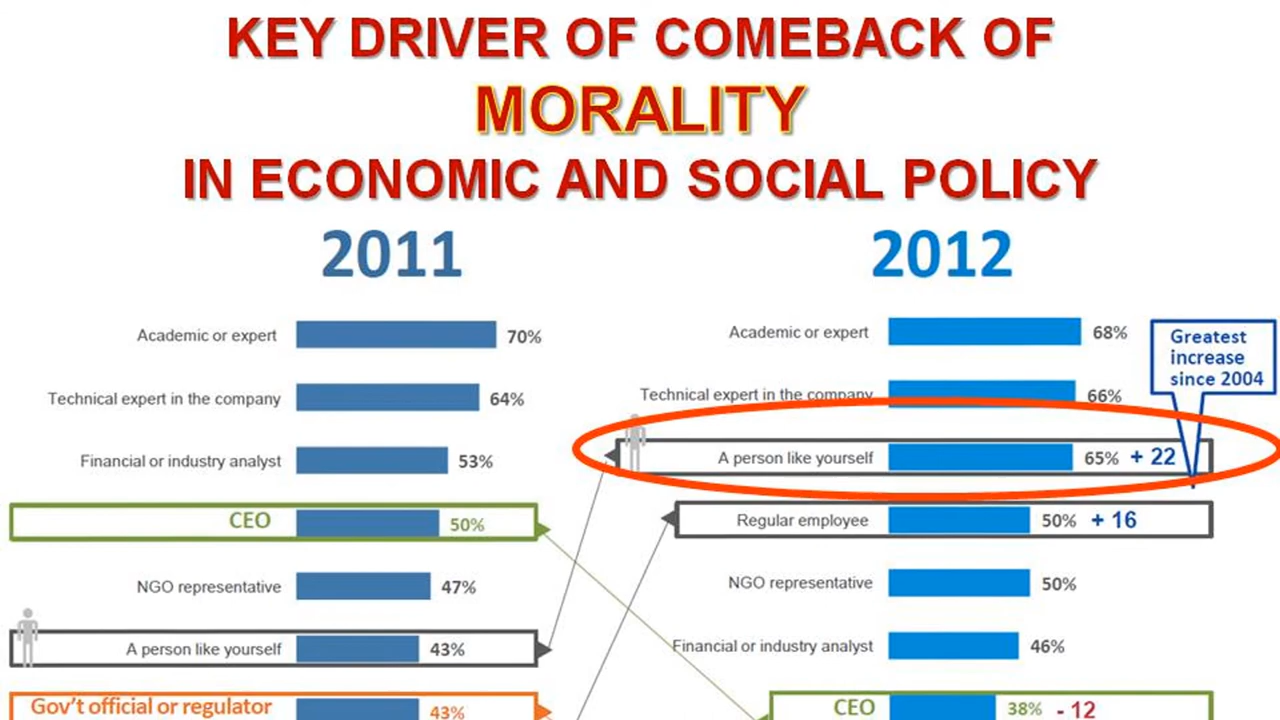 KEY DRIVER OF COMEBACK OF
MORALITY
IN ECONOMIC AND SOCIAL POLICY
2011
Academic or expert 70%
Technical expert in the company 64%
Financial or industry analyst 53%
CEO 50%
NGO representative 47%
A person like yourself 43%
Gov't official or regulator 43%
2012
Academic or expert 68%
Technical expert in the company 66%
A person like yourself 65% + 22
Regular employee 50% + 16
NGO representative 50%
Financial or industry analyst 46%
CEO 38% - 12
Greatest
increase
since 2004